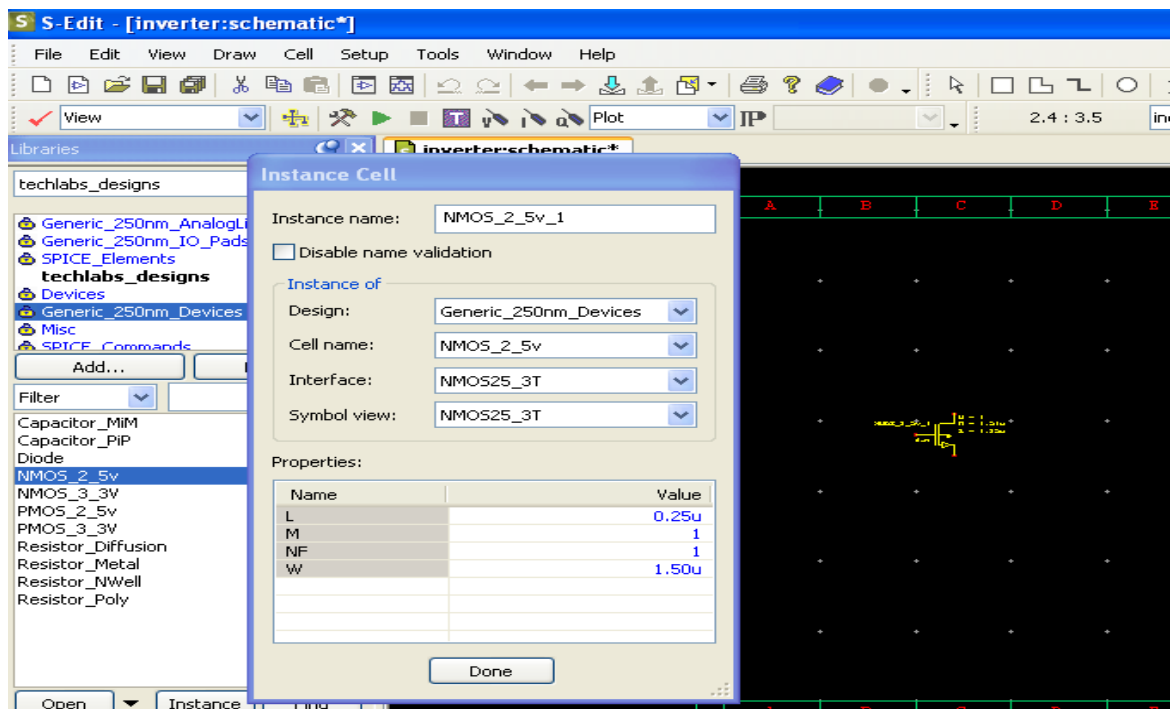 S-Edit - [inverter:schematic*]
File Edit View Draw Cell Setup Tools Window Help
View Plot 2.4 : 3.5
Libraries inverter:schematic*
techlabs_designs
Generic_250nm_AnalogLi
Generic_250nm_IO_Pads
SPICE_Elements
techlabs_designs
Devices
Generic_250nm_Devices
Misc
SPICE_Commands
Add...
Filter
Capacitor_MiM
Capacitor_PiP
Diode
NMOS_2_5v
NMOS_3_3V
PMOS_2_5v
PMOS_3_3V
Resistor_Diffusion
Resistor_Metal
Resistor_NWell
Resistor_Poly
Open Instance
Instance Cell
Instance name: NMOS_2_5v_1
Disable name validation
Instance of
Design: Generic_250nm_Devices
Cell name: NMOS_2_5v
Interface: NMOS25_3T
Symbol view: NMOS25_3T
Properties:
Name Value
L 0.25u
M 1
NF 1
W 1.50u
Done
A B C D E